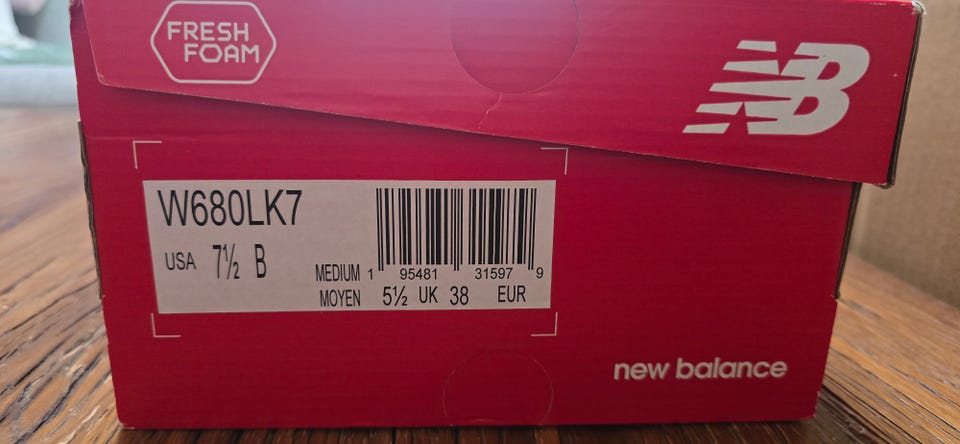 FRESH
FOAM
NB
W680LK7
USA 7½ B
MEDIUM 1 95481 31597 9
MOYEN 5½ UK 38 EUR
new balance